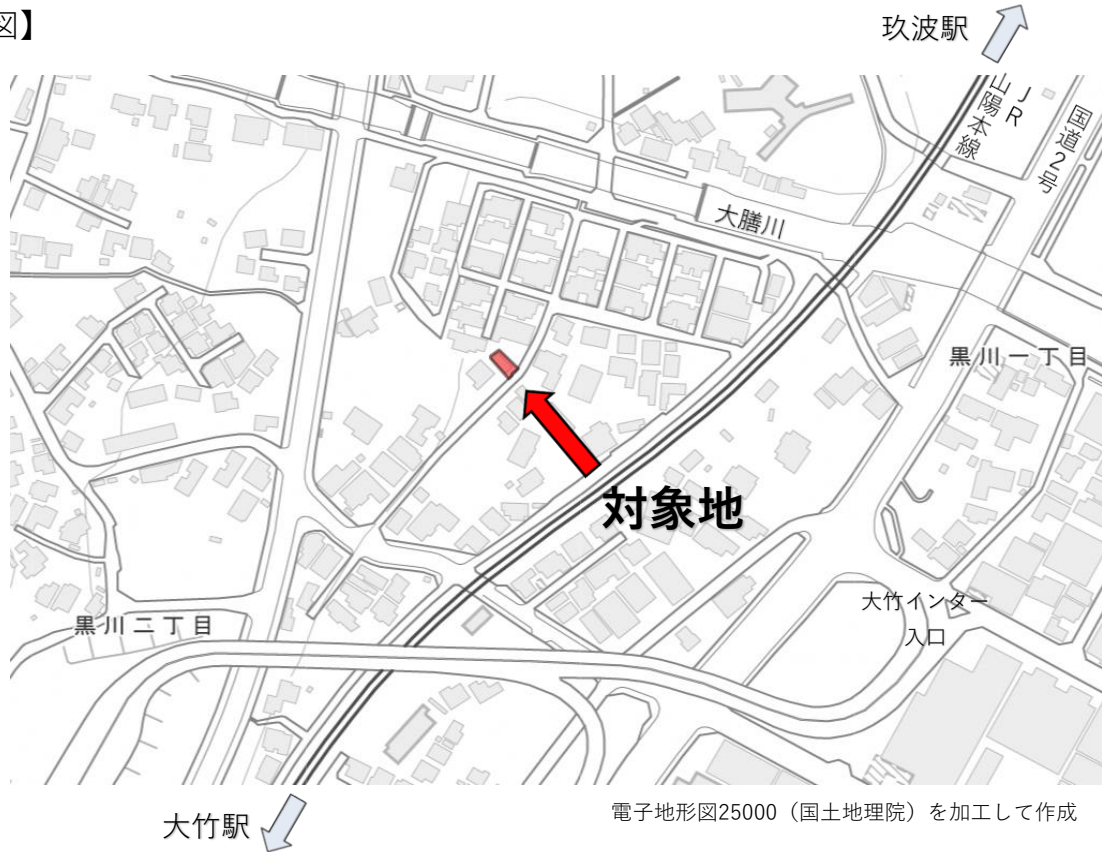 図】
玖波駅
JR
山陽本線
国道2号
大膳川
黒川一丁目
対象地
大竹インター
入口
黒川二丁目
大竹駅
電子地形図25000（国土地理院）を加工して作成